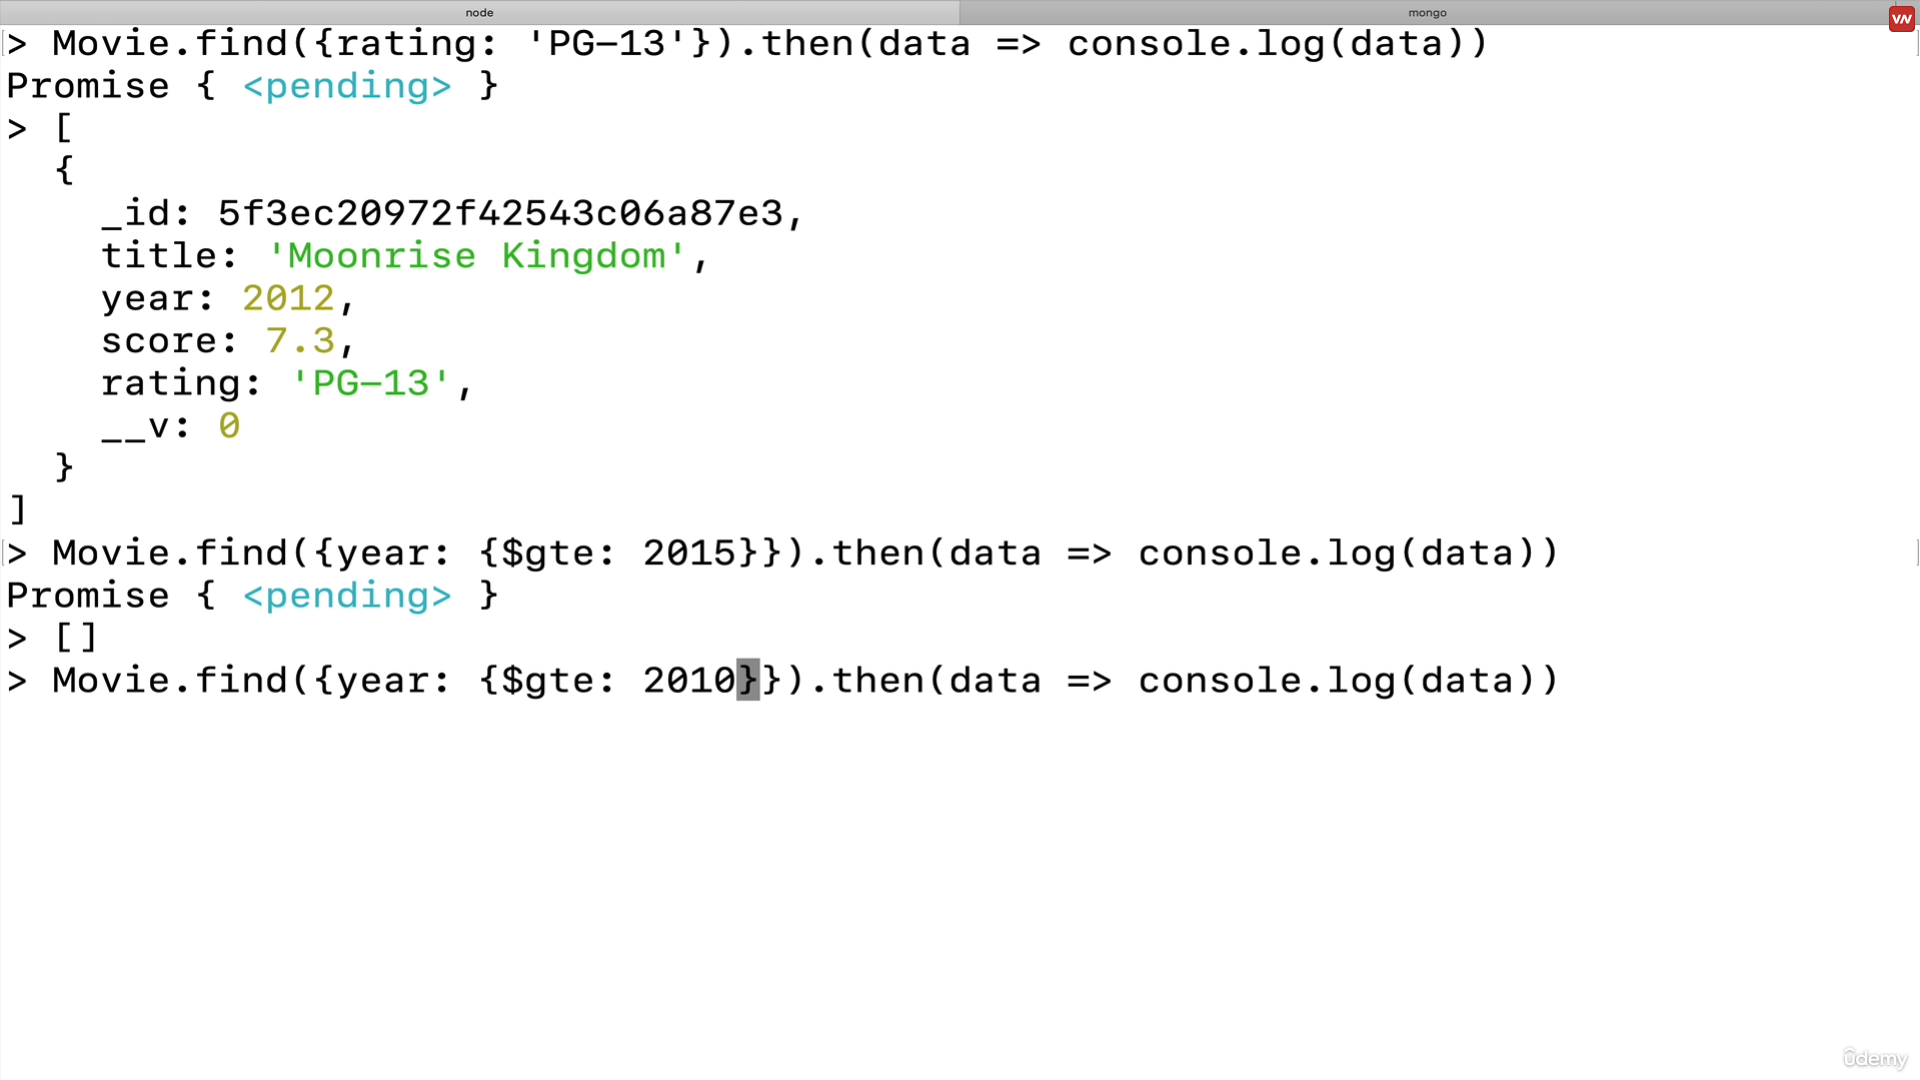 node
mongo
> Movie.find({rating: 'PG-13'}).then(data => console.log(data))
Promise { <pending> }
> [
  {
    _id: 5f3ec20972f42543c06a87e3,
    title: 'Moonrise Kingdom',
    year: 2012,
    score: 7.3,
    rating: 'PG-13',
    __v: 0
  }
]
> Movie.find({year: {$gte: 2015}}).then(data => console.log(data))
Promise { <pending> }
> []
> Movie.find({year: {$gte: 2010}}).then(data => console.log(data))
ûdemy